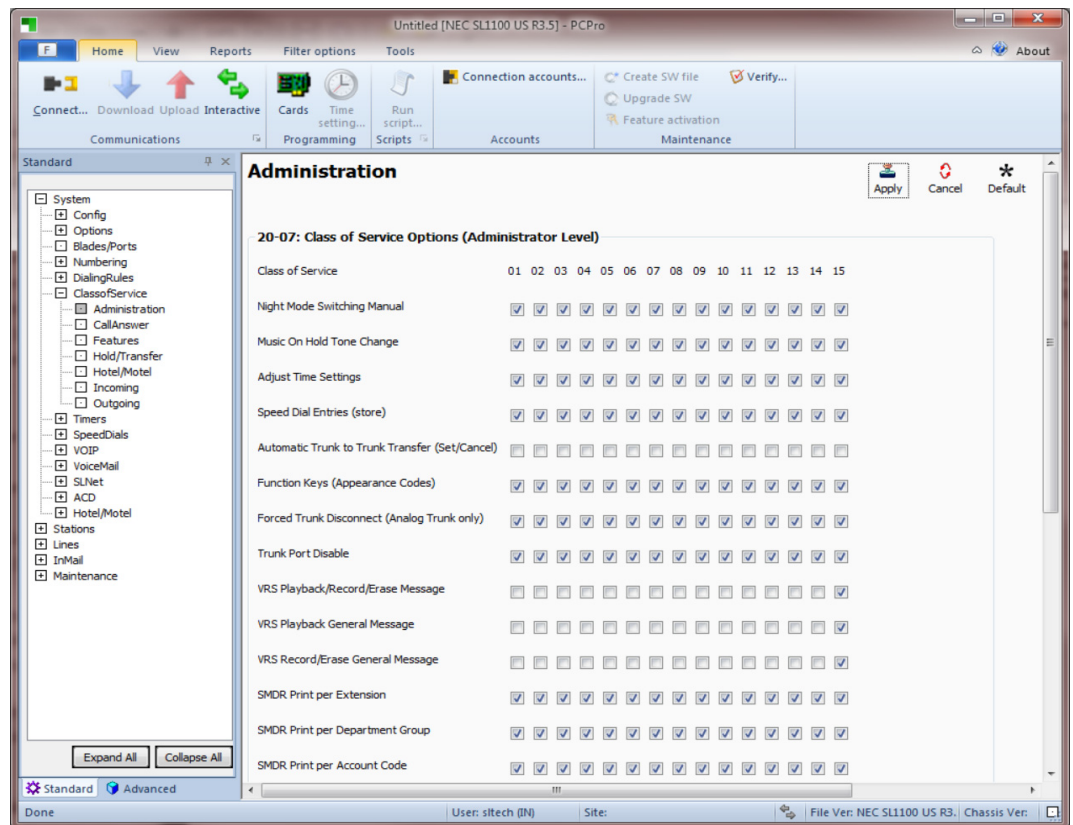 Untitled [NEC SL1100 US R3.5] - PCPro
F Home View Reports Filter options Tools About
Connect... Download Upload Interactive Cards Time setting... Run script... Connection accounts... Create SW file Verify...
Upgrade SW
Feature activation
Communications Programming Scripts Accounts Maintenance
Standard
System
Config
Options
Blades/Ports
Numbering
DialingRules
ClassofService
Administration
CallAnswer
Features
Hold/Transfer
Hotel/Motel
Incoming
Outgoing
Timers
SpeedDials
VOIP
VoiceMail
SLNet
ACD
Hotel/Motel
Stations
Lines
InMail
Maintenance
Expand All Collapse All
Standard Advanced
Administration
Apply Cancel Default
20-07: Class of Service Options (Administrator Level)
Class of Service 01 02 03 04 05 06 07 08 09 10 11 12 13 14 15
Night Mode Switching Manual
Music On Hold Tone Change
Adjust Time Settings
Speed Dial Entries (store)
Automatic Trunk to Trunk Transfer (Set/Cancel)
Function Keys (Appearance Codes)
Forced Trunk Disconnect (Analog Trunk only)
Trunk Port Disable
VRS Playback/Record/Erase Message
VRS Playback General Message
VRS Record/Erase General Message
SMDR Print per Extension
SMDR Print per Department Group
SMDR Print per Account Code
Done User: sltech (IN) Site: File Ver: NEC SL1100 US R3. Chassis Ver: